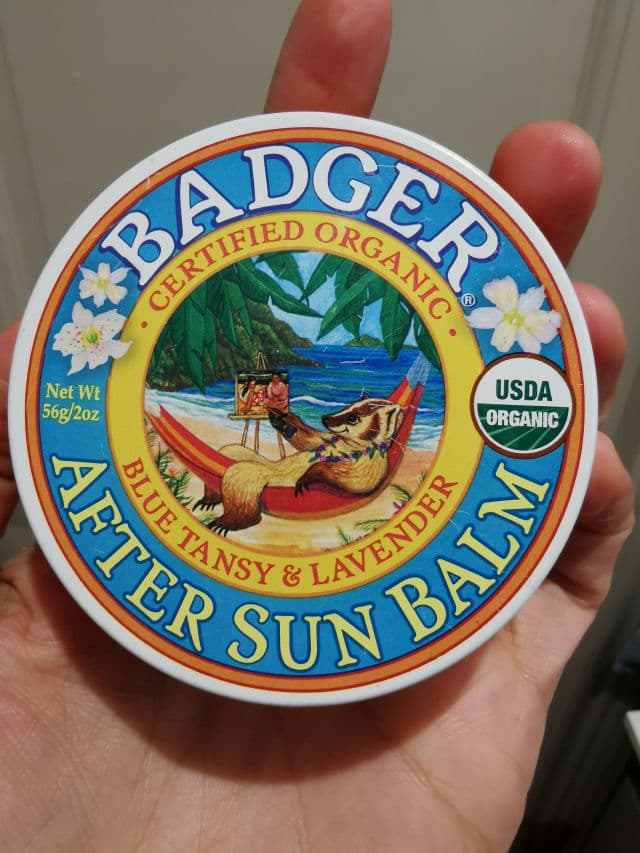 BADGER®
CERTIFIED ORGANIC
Net Wt
56g/2oz
USDA
ORGANIC
BLUE TANSY & LAVENDER
AFTER SUN BALM